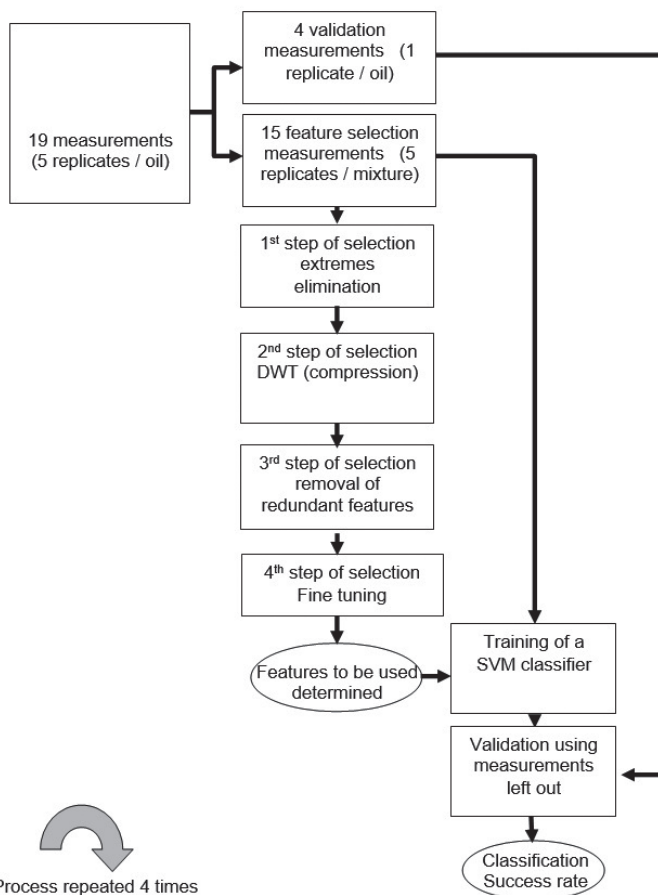 4 validation
measurements (1
replicate / oil)
19 measurements
(5 replicates / oil)
15 feature selection
measurements (5
replicates / mixture)
1st step of selection
extremes
elimination
2nd step of selection
DWT (compression)
3rd step of selection
removal of
redundant features
4th step of selection
Fine tuning
Features to be used
determined
Training of a
SVM classifier
Validation using
measurements
left out
Classification
Success rate
Process repeated 4 times